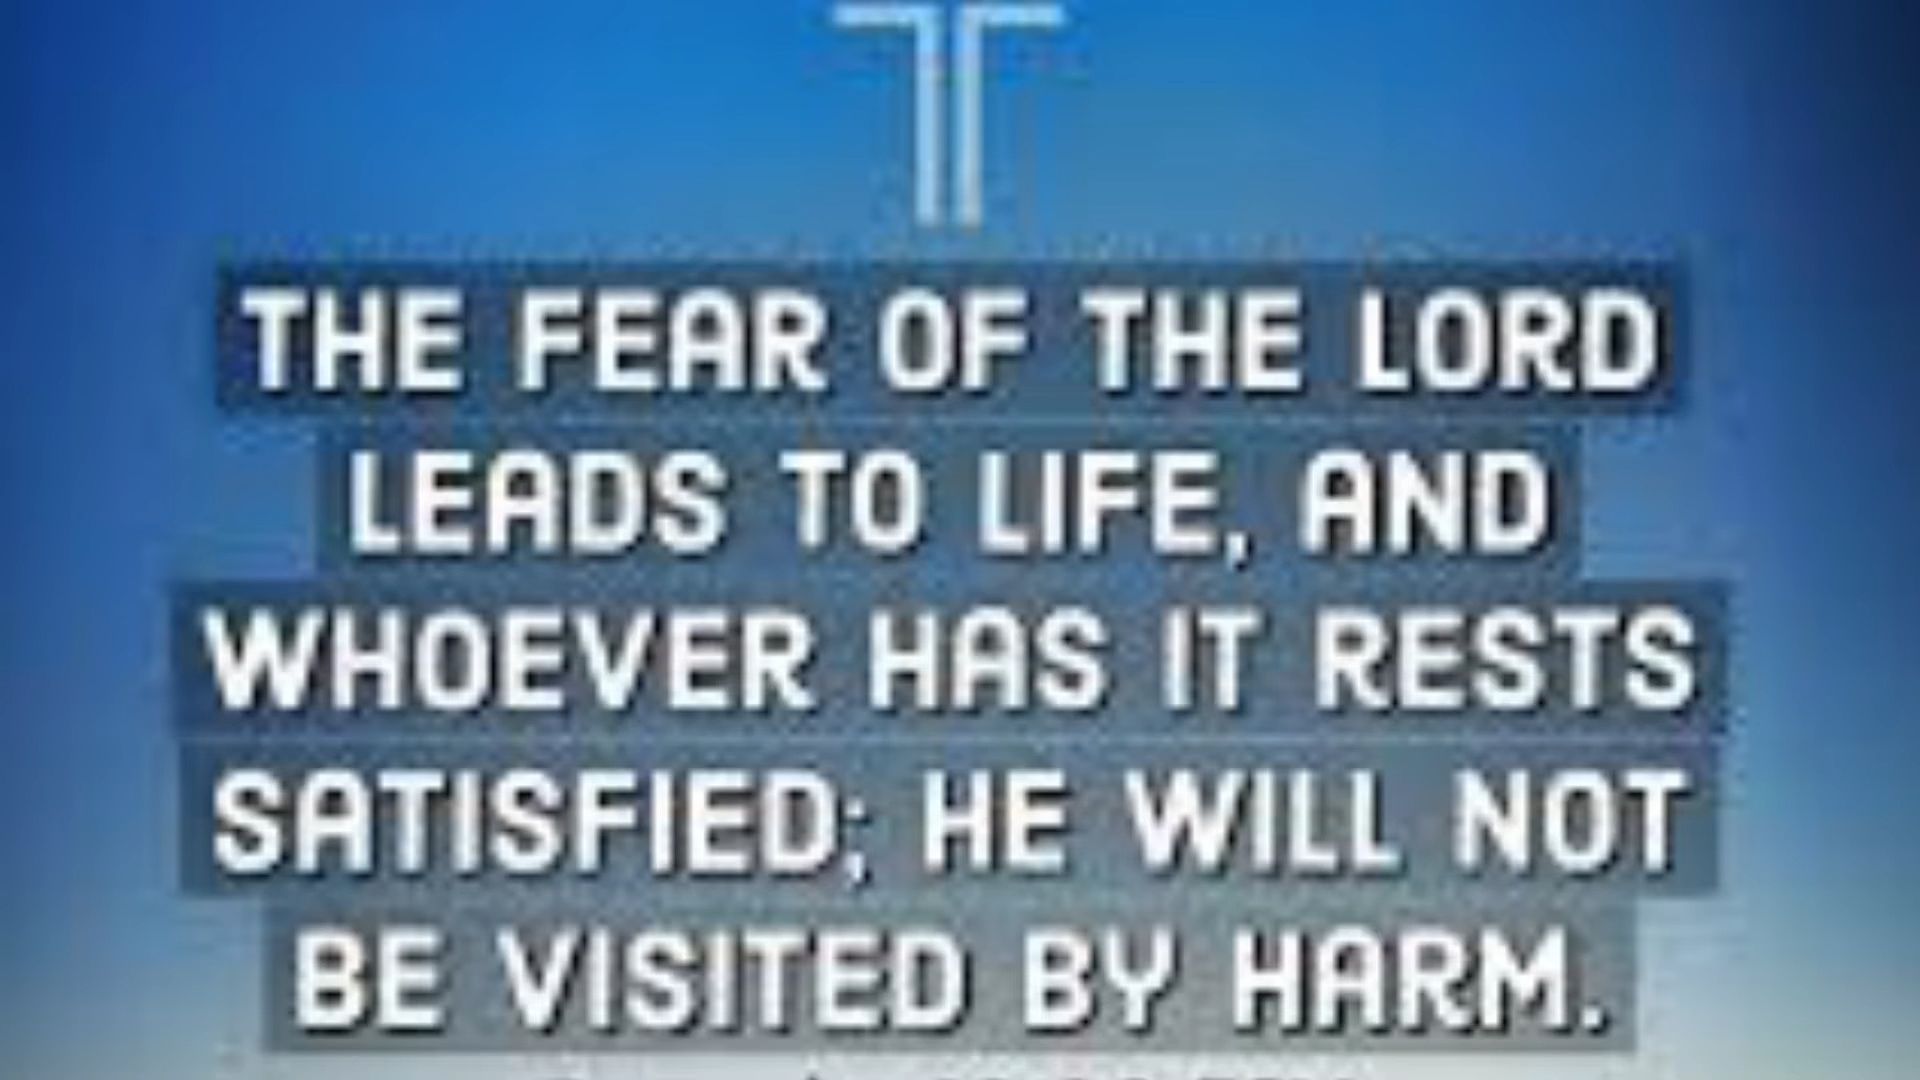 THE FEAR OF THE LORD
LEADS TO LIFE, AND
WHOEVER HAS IT RESTS
SATISFIED; HE WILL NOT
BE VISITED BY HARM.